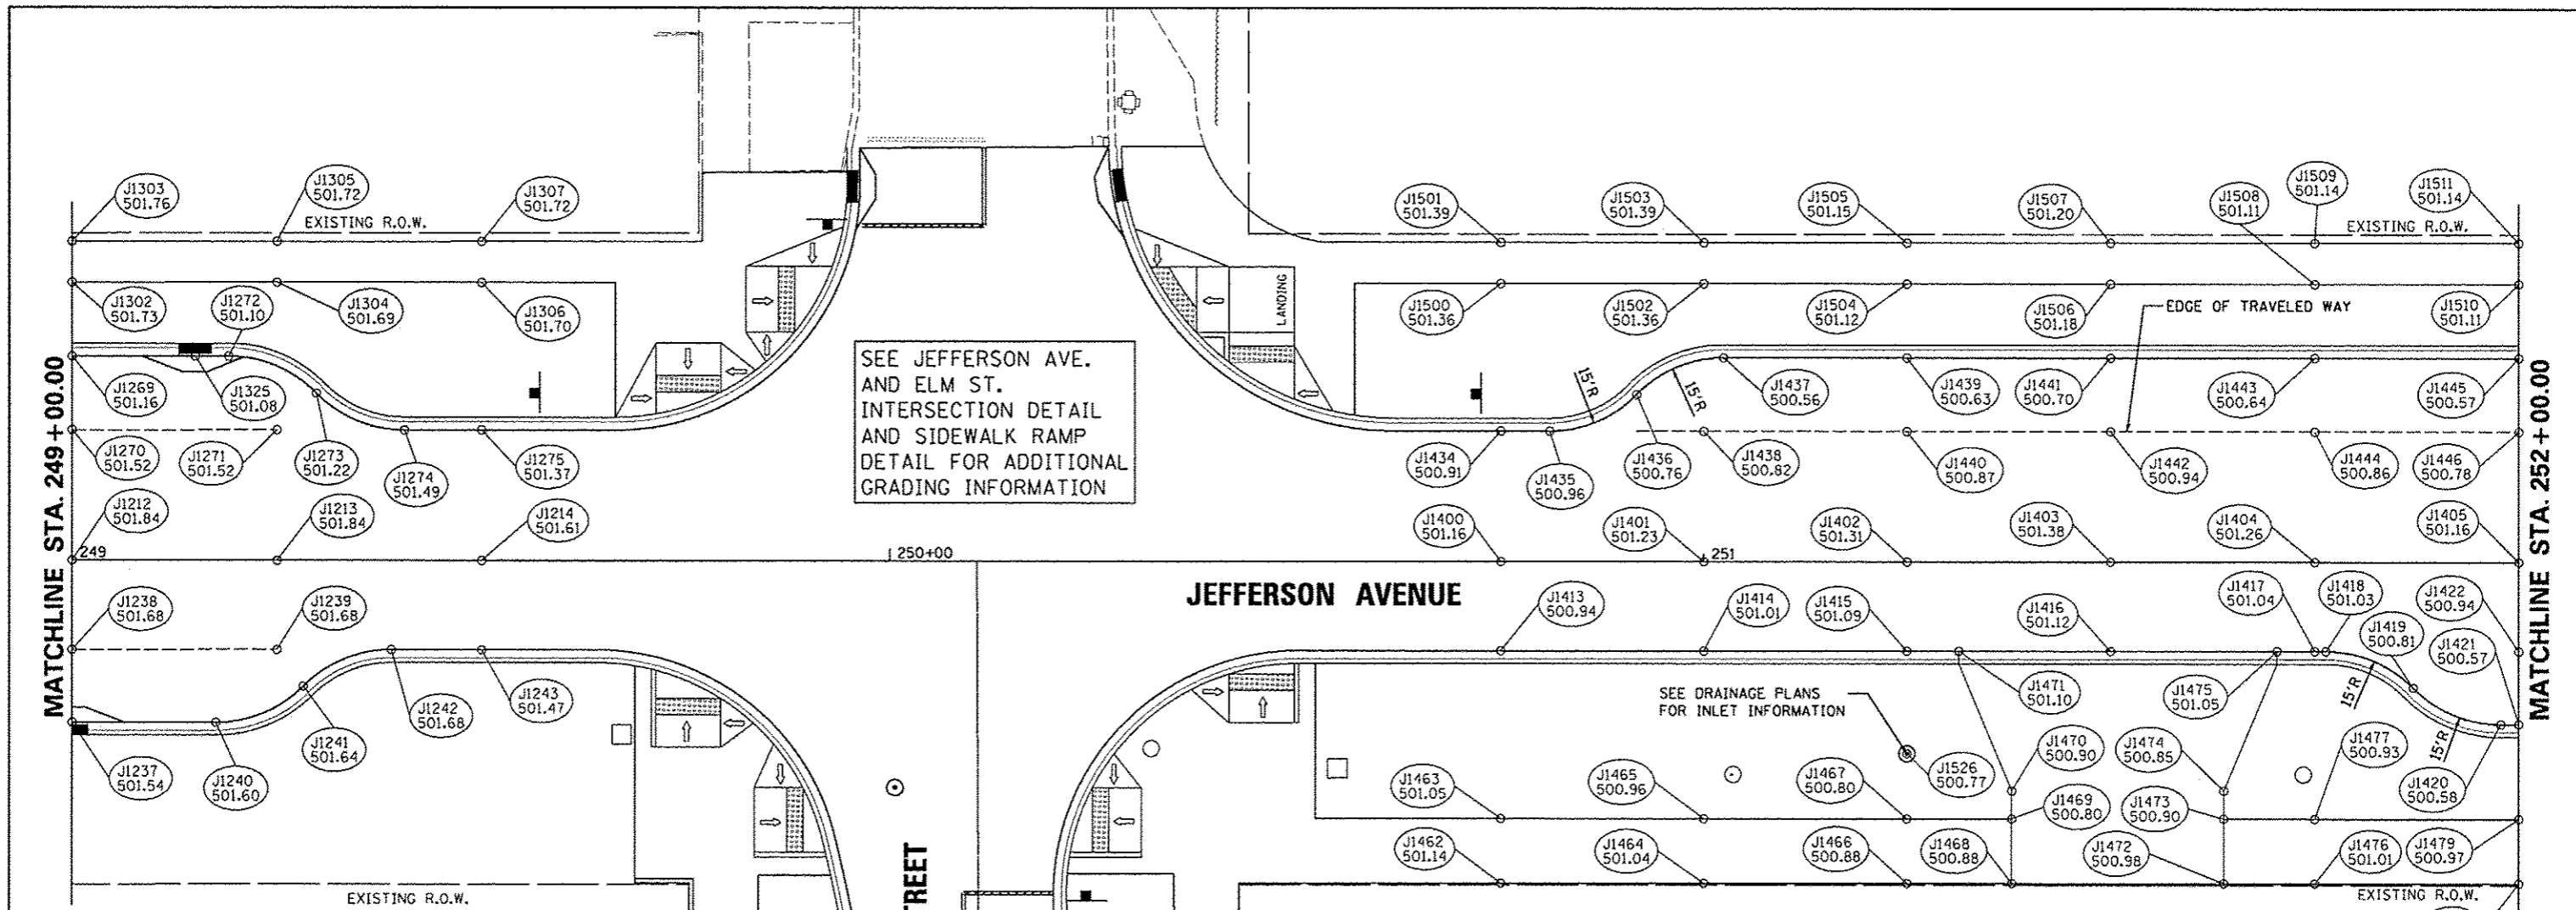 J1303
501.76
J1305
501.72
J1307
501.72
EXISTING R.O.W.
J1501
501.39
J1503
501.39
J1505
501.15
J1507
501.20
J1508
501.11
J1509
501.14
J1511
501.14
EXISTING R.O.W.
J1302
501.73
J1272
501.10
J1304
501.69
J1306
501.70
LANDING
J1500
501.36
J1502
501.36
J1504
501.12
J1506
501.18
EDGE OF TRAVELED WAY
J1510
501.11
MATCHLINE STA. 249+00.00
J1269
501.16
J1325
501.08
SEE JEFFERSON AVE.
AND ELM ST.
INTERSECTION DETAIL
AND SIDEWALK RAMP
DETAIL FOR ADDITIONAL
GRADING INFORMATION
15'R
15'R
J1437
500.56
J1439
500.63
J1441
500.70
J1443
500.64
J1445
500.57
MATCHLINE STA. 252+00.00
J1270
501.52
J1271
501.52
J1273
501.22
J1274
501.49
J1275
501.37
J1434
500.91
J1435
500.96
J1436
500.76
J1438
500.82
J1440
500.87
J1442
500.94
J1444
500.86
J1446
500.78
J1212
501.84
J1213
501.84
J1214
501.61
J1400
501.16
J1401
501.23
J1402
501.31
J1403
501.38
J1404
501.26
J1405
501.16
249
250+00
251
JEFFERSON AVENUE
J1238
501.68
J1239
501.68
J1413
500.94
J1414
501.01
J1415
501.09
J1416
501.12
J1417
501.04
J1418
501.03
J1422
500.94
J1419
500.81
J1421
500.57
J1242
501.68
J1243
501.47
SEE DRAINAGE PLANS
FOR INLET INFORMATION
J1471
501.10
J1475
501.05
15'R
15'R
J1237
501.54
J1240
501.60
J1241
501.64
J1463
501.05
J1465
500.96
J1467
500.80
J1526
500.77
J1470
500.90
J1474
500.85
J1477
500.93
J1420
500.58
J1469
500.80
J1473
500.90
J1462
501.14
J1464
501.04
J1466
500.88
J1468
500.88
J1472
500.98
J1476
501.01
J1479
500.97
EXISTING R.O.W.
TREET
EXISTING R.O.W.